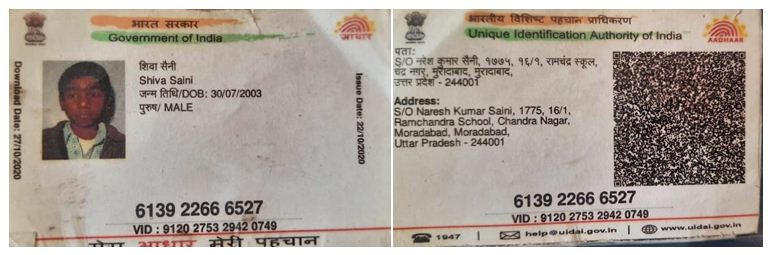 भारत सरकार
Government of India
आधार
शिवा सैनी
Shiva Saini
जन्म तिथि/DOB: 30/07/2003
पुरुष/ MALE
Download Date: 27/10/2020
Issue Date: 22/10/2020
6139 2266 6527
VID : 9120 2753 2942 0749
मेरा आधार मेरी पहचान
भारतीय विशिष्ट पहचान प्राधिकरण
Unique Identification Authority of India
AADHAAR
पता:
S/O नरेश कुमार सैनी, १७७५, १६/१, रामचंद्र स्कूल,
चंद्र नगर, मुरादाबाद, मुरादाबाद,
उत्तर प्रदेश - 244001
Address:
S/O Naresh Kumar Saini, 1775, 16/1,
Ramchandra School, Chandra Nagar,
Moradabad, Moradabad,
Uttar Pradesh - 244001
6139 2266 6527
VID : 9120 2753 2942 0749
1947 | help@uidai.gov.in | www.uidai.gov.in